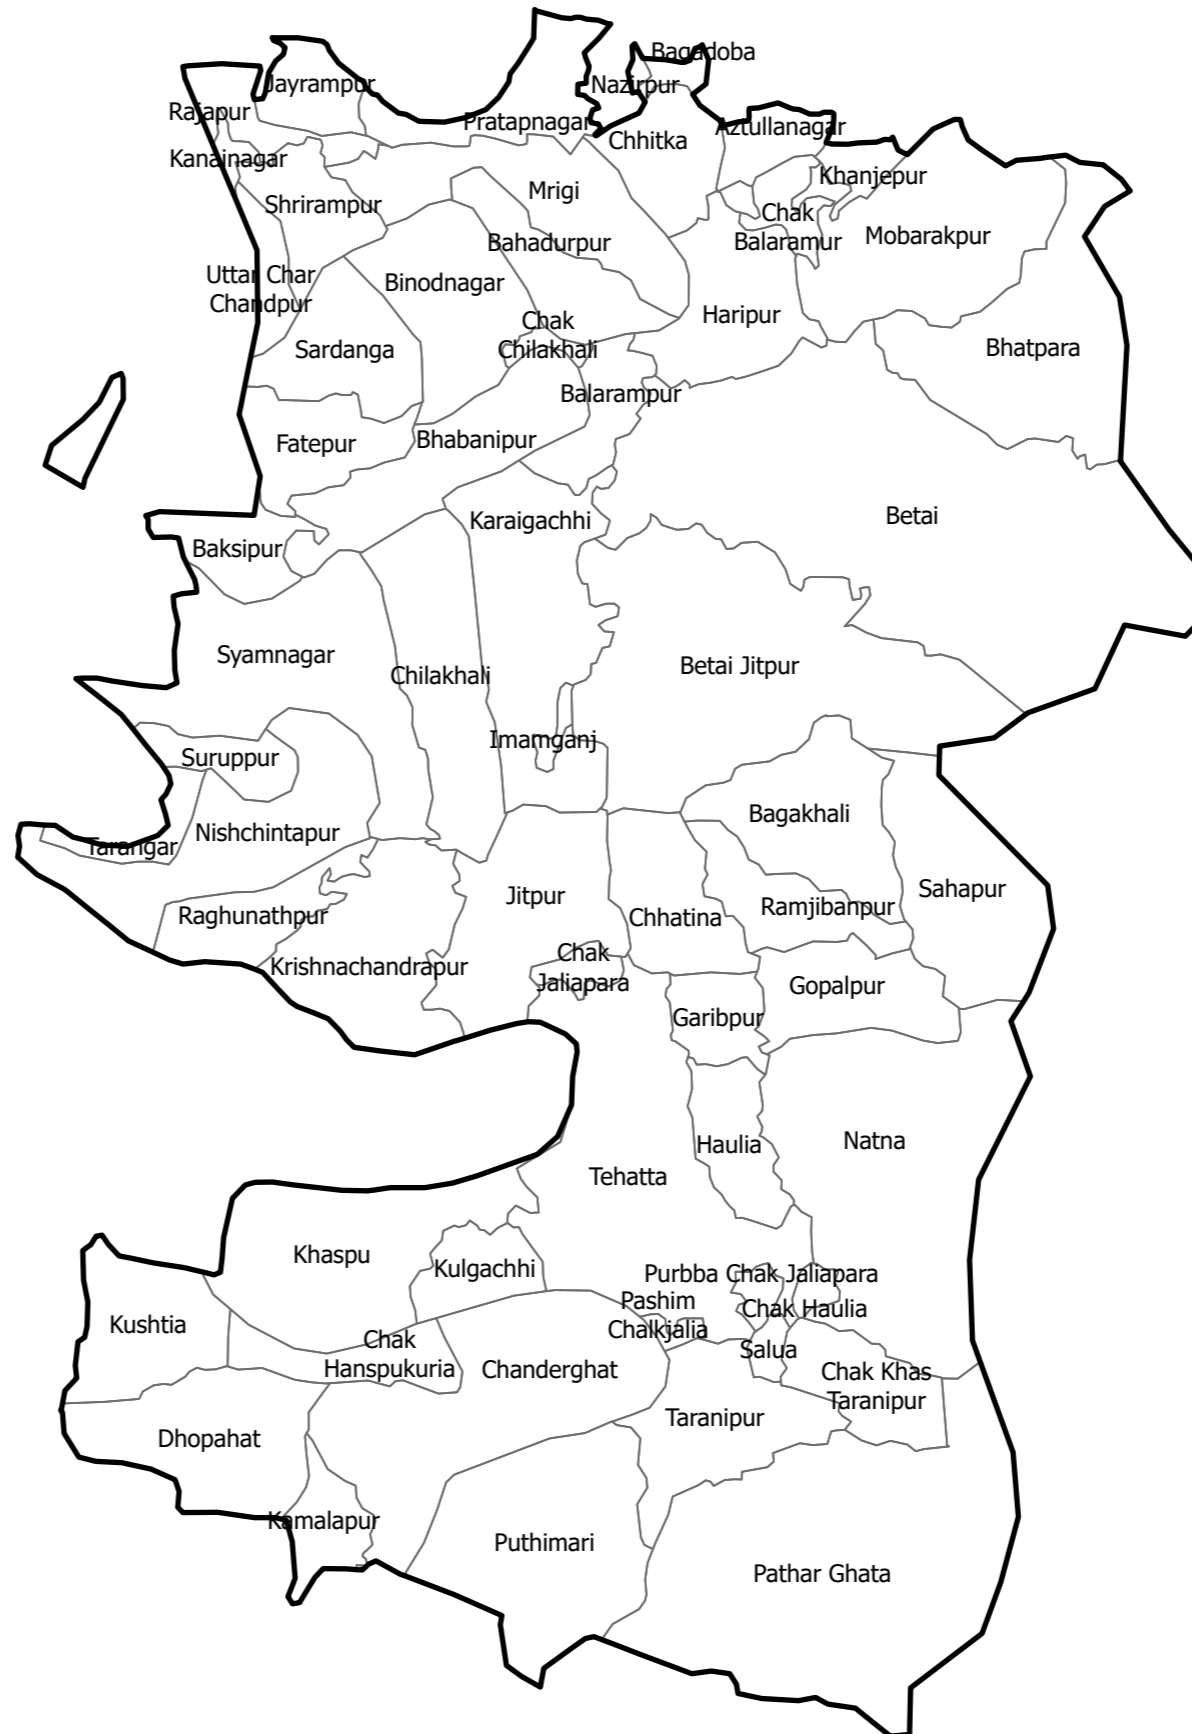 Bagadoba
Jayrampur
Nazirpur
Rajapur
Pratapnagar
Aztullanagar
Chhitka
Kanainagar
Khanjepur
Mrigi
Shrirampur
Chak
Balaramur
Mobarakpur
Bahadurpur
Uttar Char
Chandpur
Binodnagar
Haripur
Chak
Chilakhali
Sardanga
Bhatpara
Balarampur
Fatepur
Bhabanipur
Karaigachhi
Betai
Baksipur
Syamnagar
Chilakhali
Betai Jitpur
Imamganj
Suruppur
Bagakhali
Nishchintapur
Tarangar
Sahapur
Jitpur
Ramjibanpur
Raghunathpur
Chhatina
Chak
Jaliapara
Krishnachandrapur
Gopalpur
Garibpur
Haulia
Natna
Tehatta
Khaspu
Kulgachhi
Purbba Chak Jaliapara
Pashim
Chalkjalia
Chak Haulia
Kushtia
Chak
Hanspukuria
Salua
Chanderghat
Chak Khas
Taranipur
Taranipur
Dhopahat
Kamalapur
Puthimari
Pathar Ghata